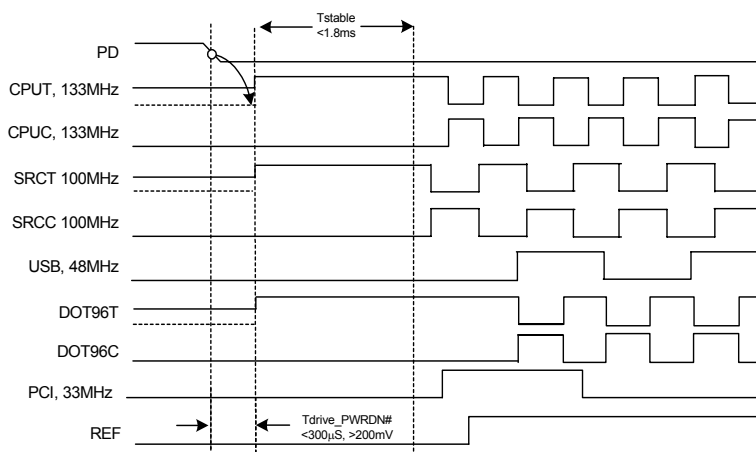 Tstable
<1.8ms
PD
CPUT, 133MHz
CPUC, 133MHz
SRCT 100MHz
SRCC 100MHz
USB, 48MHz
DOT96T
DOT96C
PCI, 33MHz
Tdrive_PWRDN#
<300µS, >200mV
REF